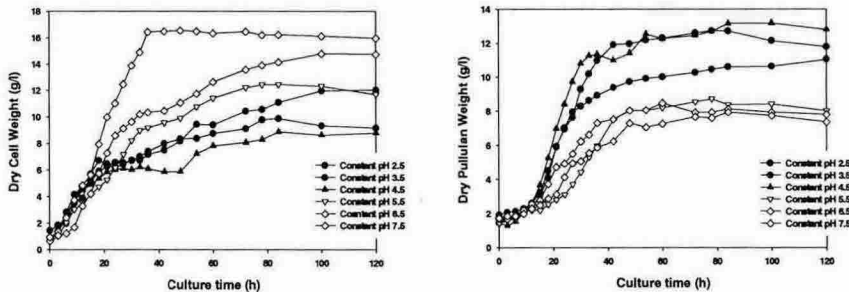 Dry Cell Weight (g/l)
18
16
14
12
10
8
6
4
2
0
0 20 40 60 80 100 120
Culture time (h)
Constant pH 2.5
Constant pH 3.5
Constant pH 4.5
Constant pH 5.5
Constant pH 6.5
Constant pH 7.5
Dry Pullulan Weight (g/l)
14
12
10
8
6
4
2
0
0 20 40 60 80 100 120
Culture time (h)
Constant pH 2.5
Constant pH 3.5
Constant pH 4.5
Constant pH 5.5
Constant pH 6.5
Constant pH 7.5